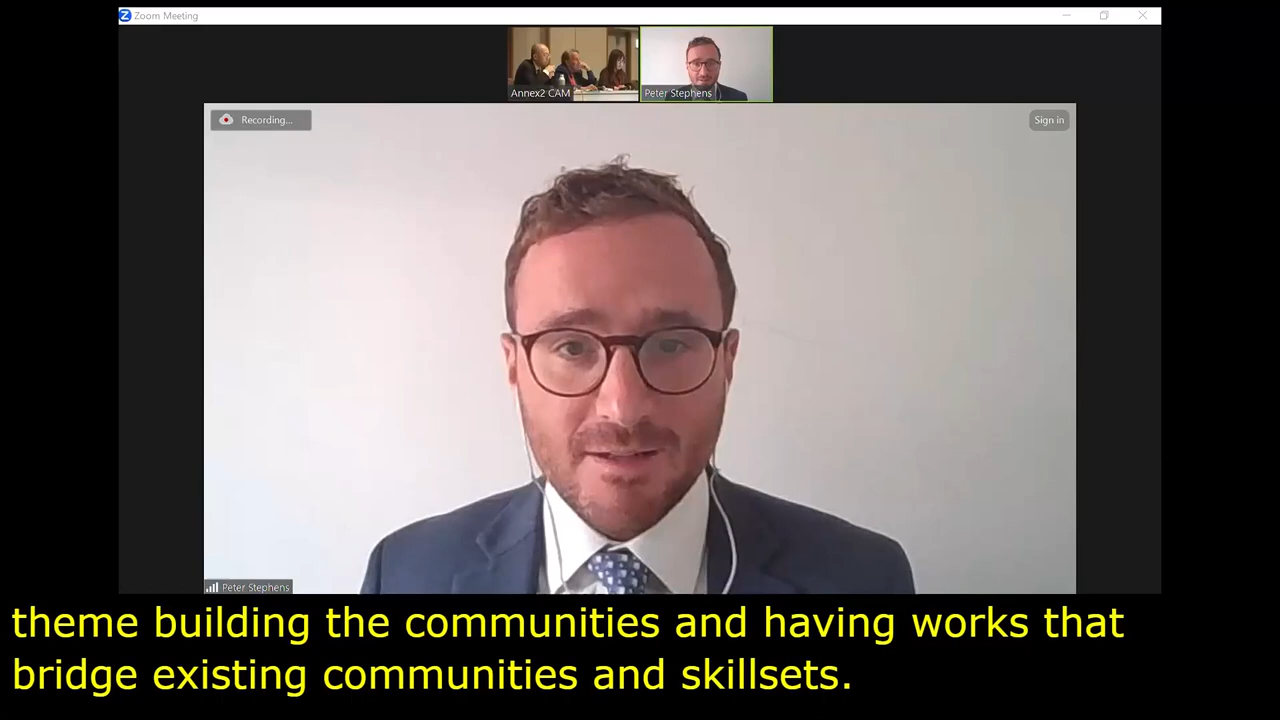 Zoom Meeting
Annex2 CAM
Peter Stephens
Recording...
Sign in
Peter Stephens
theme building the communities and having works that
bridge existing communities and skillsets.